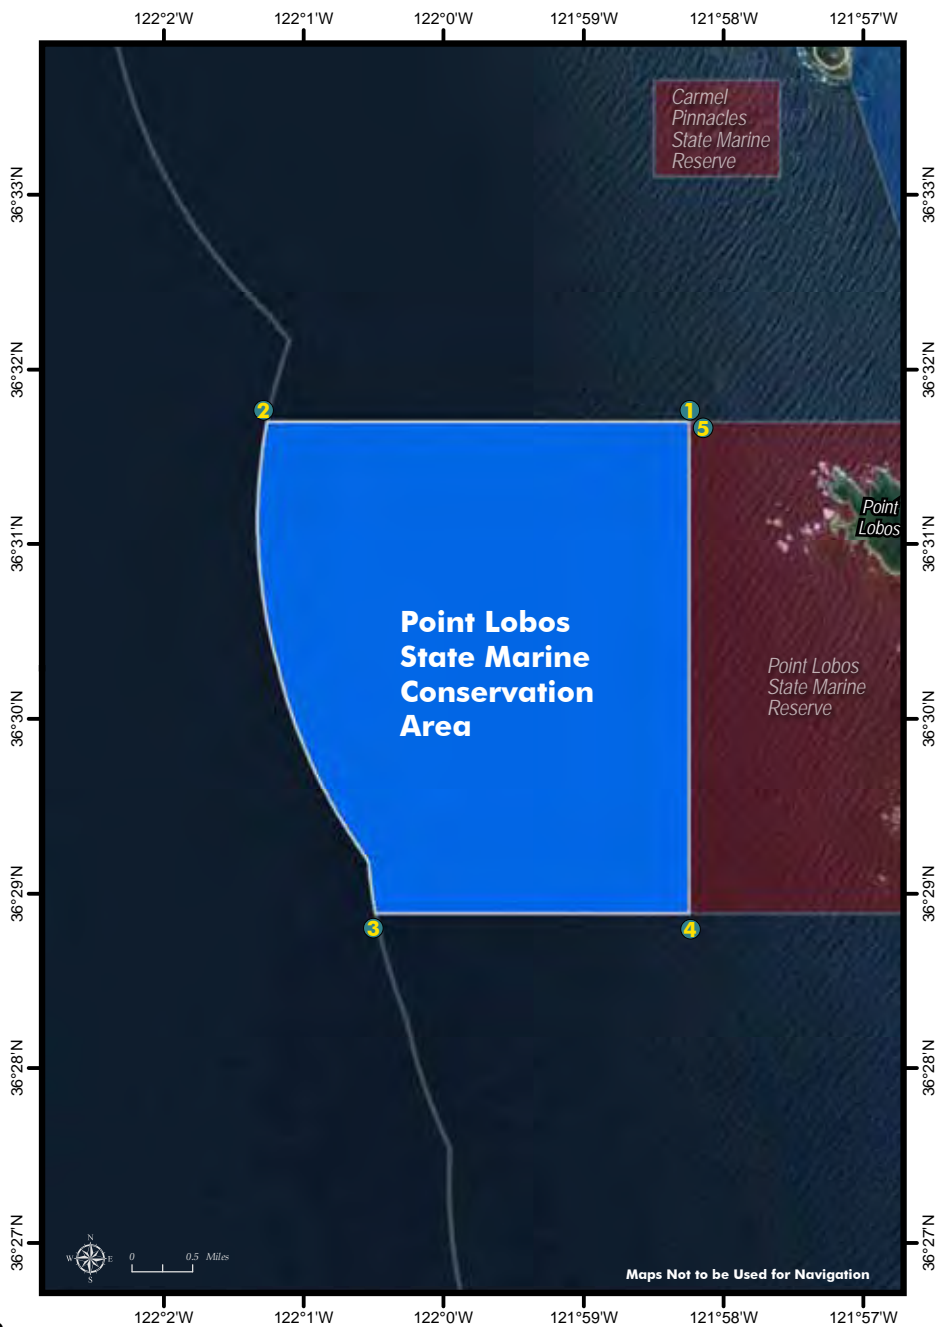 122°2'W 122°1'W 122°0'W 121°59'W 121°58'W 121°57'W
Carmel
Pinnacles
State Marine
Reserve
36°33'N 36°33'N
36°32'N 36°32'N
2 1
5
Point
Lobos
36°31'N 36°31'N
Point Lobos
State Marine
Conservation
Area
Point Lobos
State Marine
Reserve
36°30'N 36°30'N
36°29'N 36°29'N
3 4
36°28'N 36°28'N
36°27'N 36°27'N
N
W E
S
0 0.5 Miles
Maps Not to be Used for Navigation
122°2'W 122°1'W 122°0'W 121°59'W 121°58'W 121°57'W